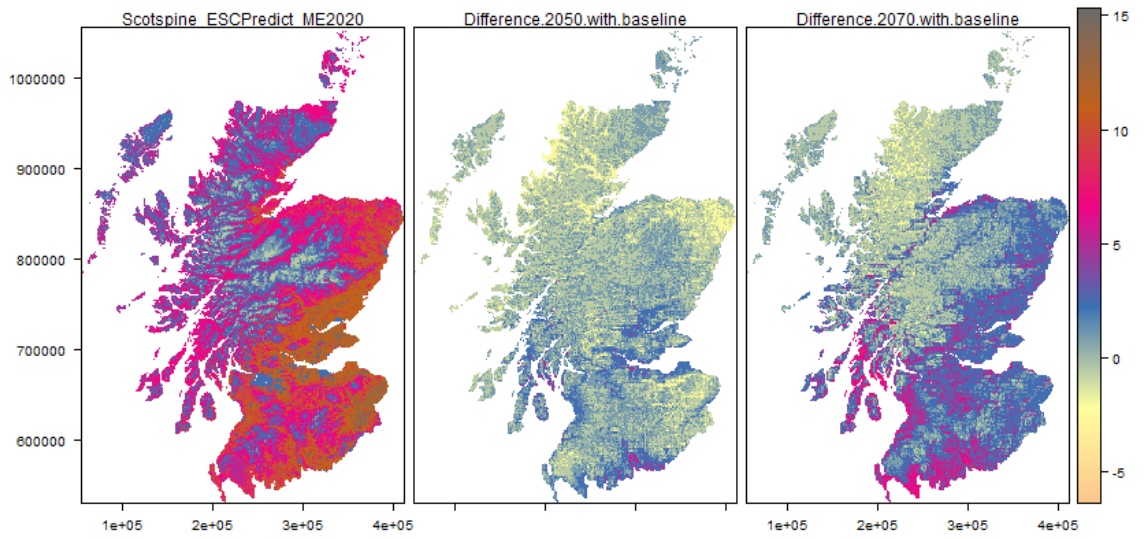 Scotspine_ESCPredict_ME2020
Difference.2050.with.baseline
Difference.2070.with.baseline
15
10
5
0
-5
1000000
900000
800000
700000
600000
1e+05 2e+05 3e+05 4e+05
1e+05 2e+05 3e+05 4e+05